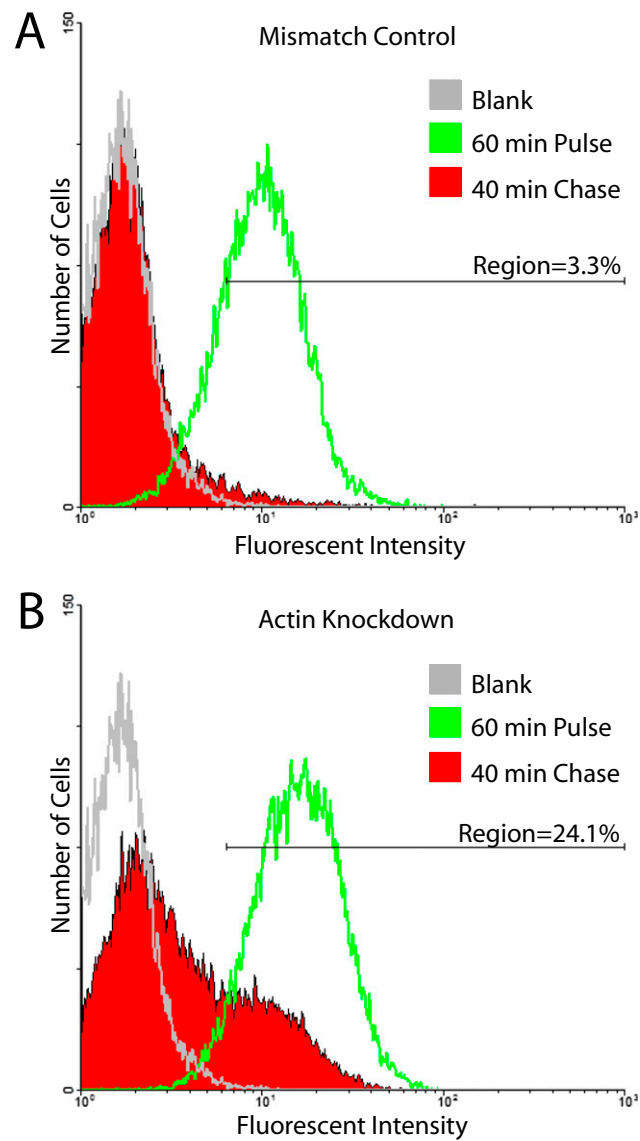 A
Mismatch Control
150
Blank
60 min Pulse
40 min Chase
Region=3.3%
Number of Cells
0
10⁰
10¹
10²
10³
Fluorescent Intensity
B
Actin Knockdown
150
Blank
60 min Pulse
40 min Chase
Region=24.1%
Number of Cells
0
10⁰
10¹
10²
10³
Fluorescent Intensity